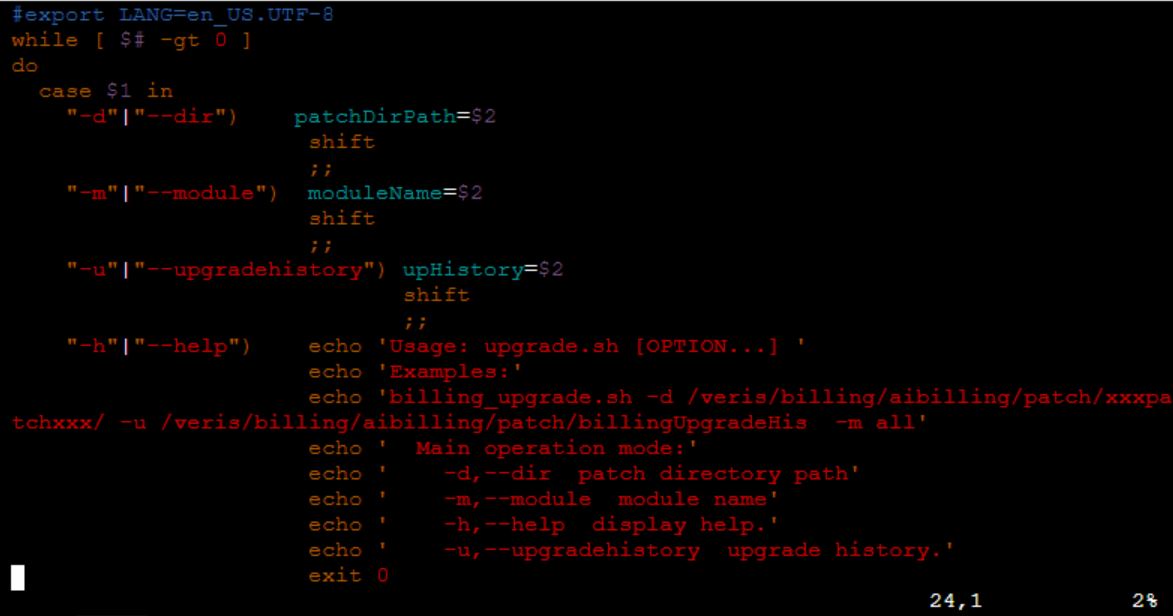 #export LANG=en_US.UTF-8
while [ $# -gt 0 ]
do
  case $1 in
    "-d"|"--dir")    patchDirPath=$2
                      shift
                      ;;
    "-m"|"--module")  moduleName=$2
                      shift
                      ;;
    "-u"|"--upgradehistory") upHistory=$2
                             shift
                             ;;
    "-h"|"--help")    echo 'Usage: upgrade.sh [OPTION...] '
                      echo 'Examples:'
                      echo 'billing_upgrade.sh -d /veris/billing/aibilling/patch/xxxpa
tchxxx/ -u /veris/billing/aibilling/patch/billingUpgradeHis  -m all'
                      echo '  Main operation mode:'
                      echo '    -d,--dir  patch directory path'
                      echo '    -m,--module  module name'
                      echo '    -h,--help  display help.'
                      echo '    -u,--upgradehistory  upgrade history.'
                      exit 0
24,1 2%